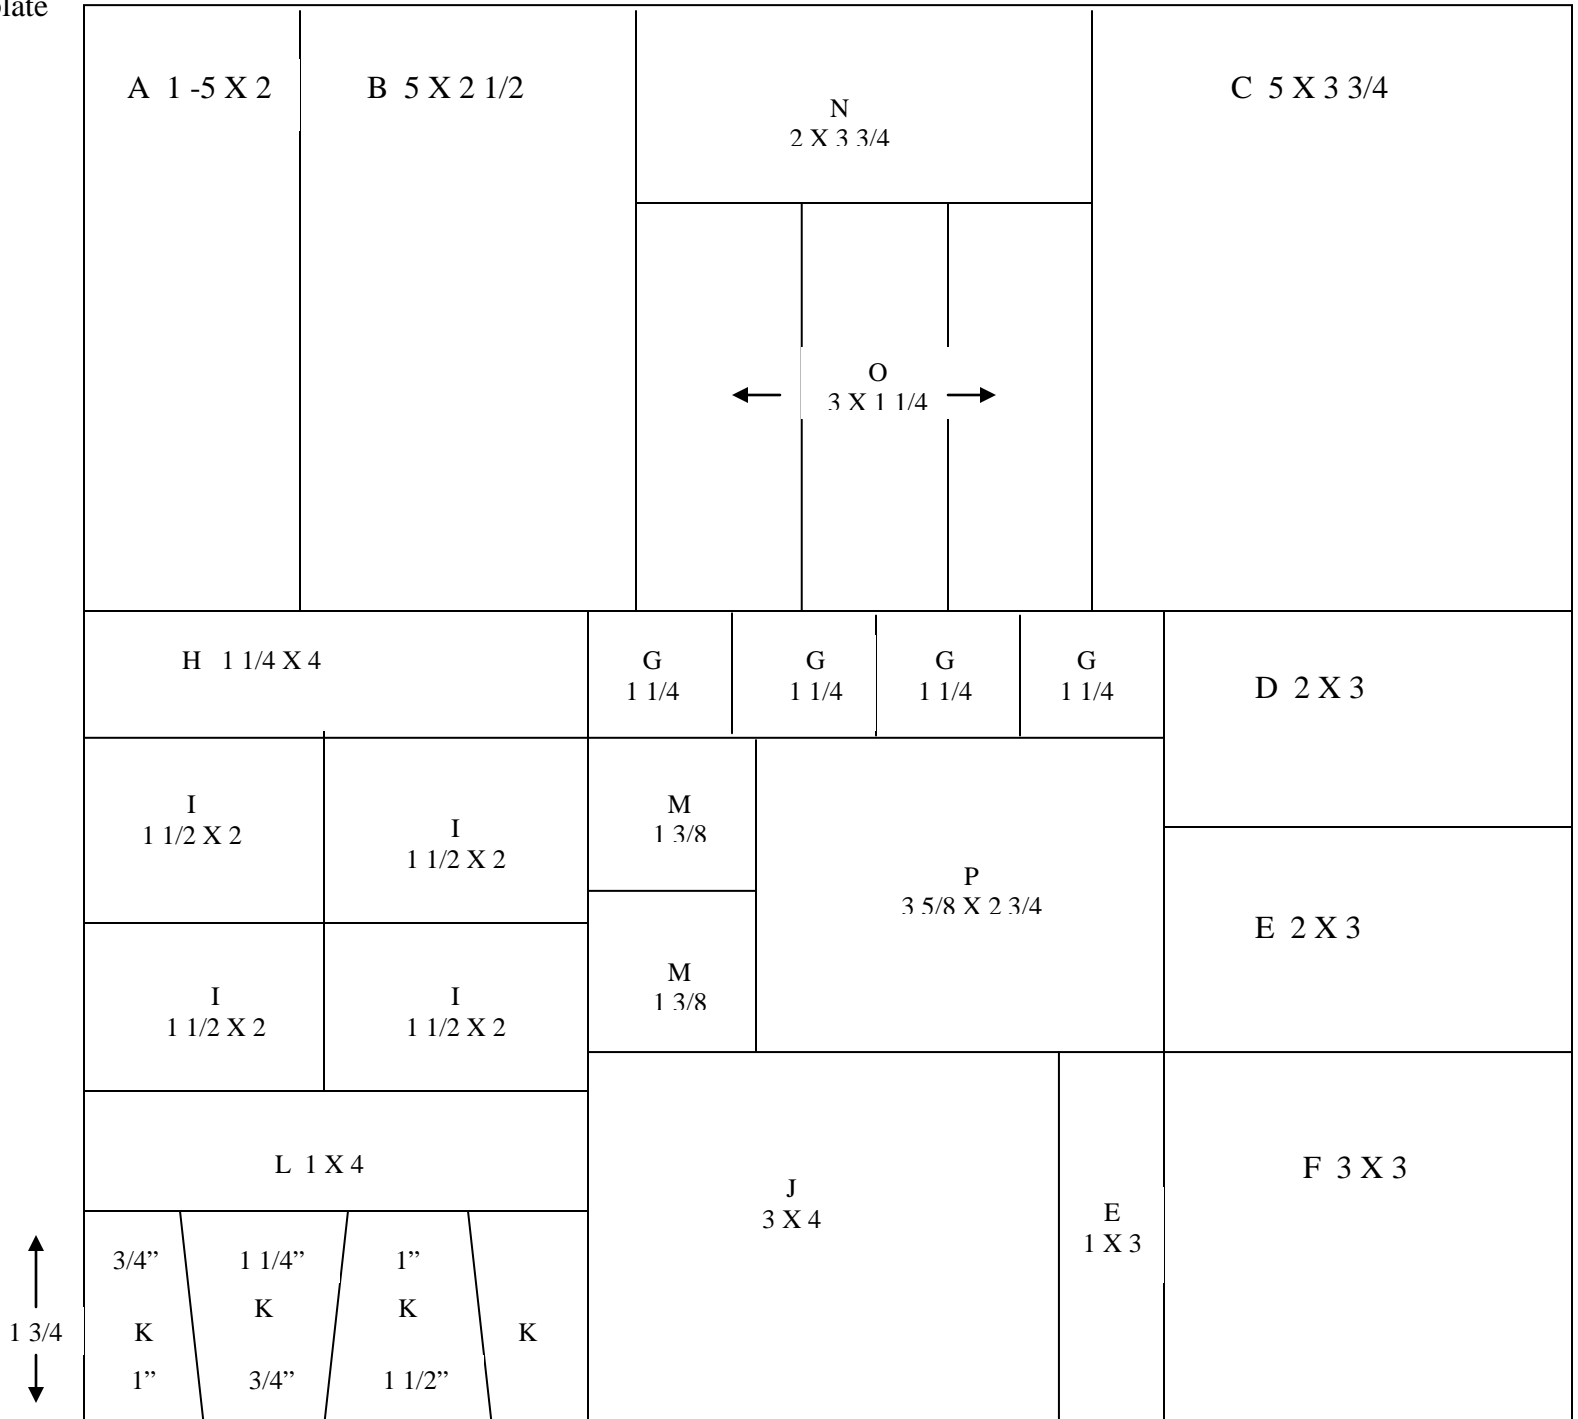 A 1 -5 X 2
B 5 X 2 1/2
N
2 X 3 3/4
C 5 X 3 3/4
O
3 X 1 1/4
H 1 1/4 X 4
G
1 1/4
G
1 1/4
G
1 1/4
G
1 1/4
D 2 X 3
I
1 1/2 X 2
I
1 1/2 X 2
M
1 3/8
P
3 5/8 X 2 3/4
E 2 X 3
I
1 1/2 X 2
I
1 1/2 X 2
M
1 3/8
L 1 X 4
J
3 X 4
E
1 X 3
F 3 X 3
3/4”
1 1/4”
1”
K
K
1 3/4
K
K
1”
3/4”
1 1/2”